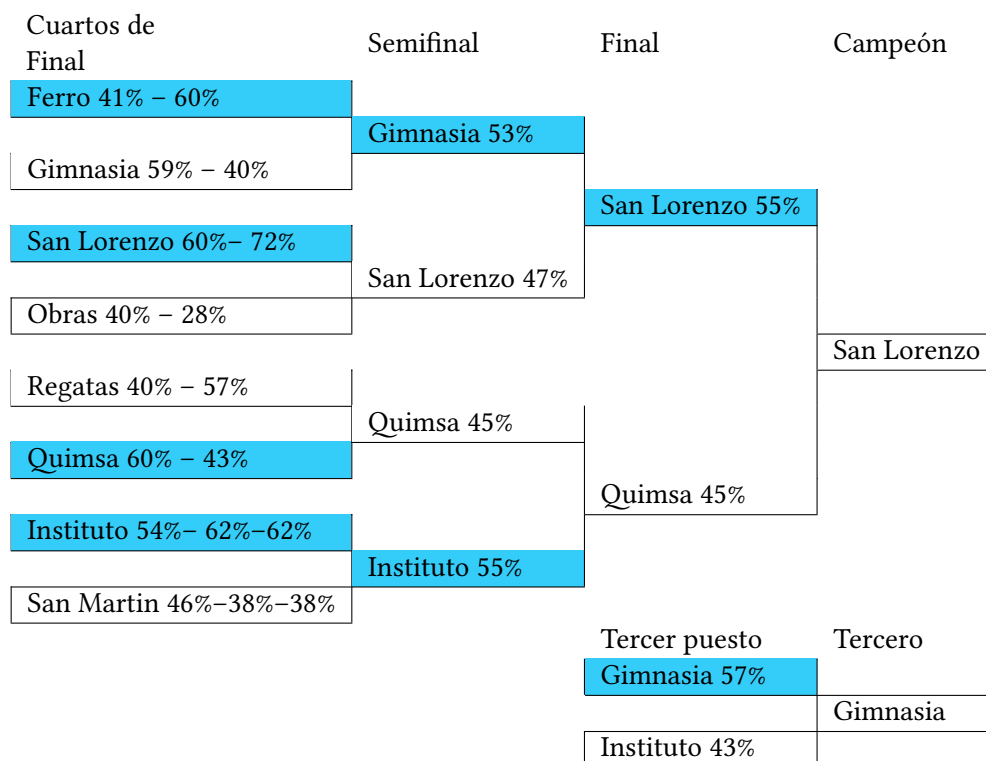 Cuartos de
Final
Semifinal
Final
Campeón
Ferro 41% – 60%
Gimnasia 53%
Gimnasia 59% – 40%
San Lorenzo 55%
San Lorenzo 60%– 72%
San Lorenzo 47%
Obras 40% – 28%
San Lorenzo
Regatas 40% – 57%
Quimsa 45%
Quimsa 60% – 43%
Quimsa 45%
Instituto 54%– 62%–62%
Instituto 55%
San Martin 46%–38%–38%
Tercer puesto
Tercero
Gimnasia 57%
Gimnasia
Instituto 43%